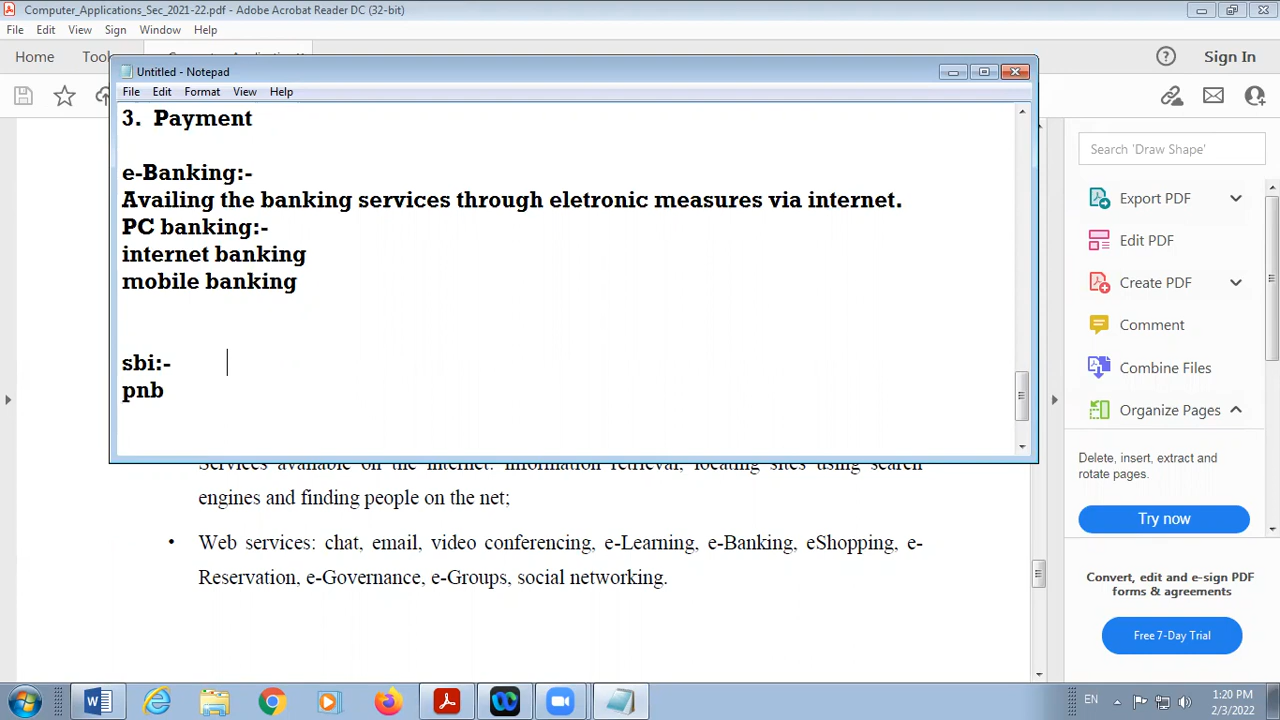 Computer_Applications_Sec_2021-22.pdf - Adobe Acrobat Reader DC (32-bit)
File Edit View Sign Window Help
Home Sign In
Untitled - Notepad
File Edit Format View Help
3. Payment
e-Banking:-
Availing the banking services through eletronic measures via internet.
PC banking:-
internet banking
mobile banking
sbi:-
pnb
Services available on the internet: information retrieval, locating sites using search
engines and finding people on the net;
• Web services: chat, email, video conferencing, e-Learning, e-Banking, eShopping, e-
Reservation, e-Governance, e-Groups, social networking.
Search 'Draw Shape'
Export PDF
Edit PDF
Create PDF
Comment
Combine Files
Organize Pages
Delete, insert, extract and
rotate pages.
Try now
Convert, edit and e-sign PDF
forms & agreements
Free 7-Day Trial
EN
1:20 PM
2/3/2022